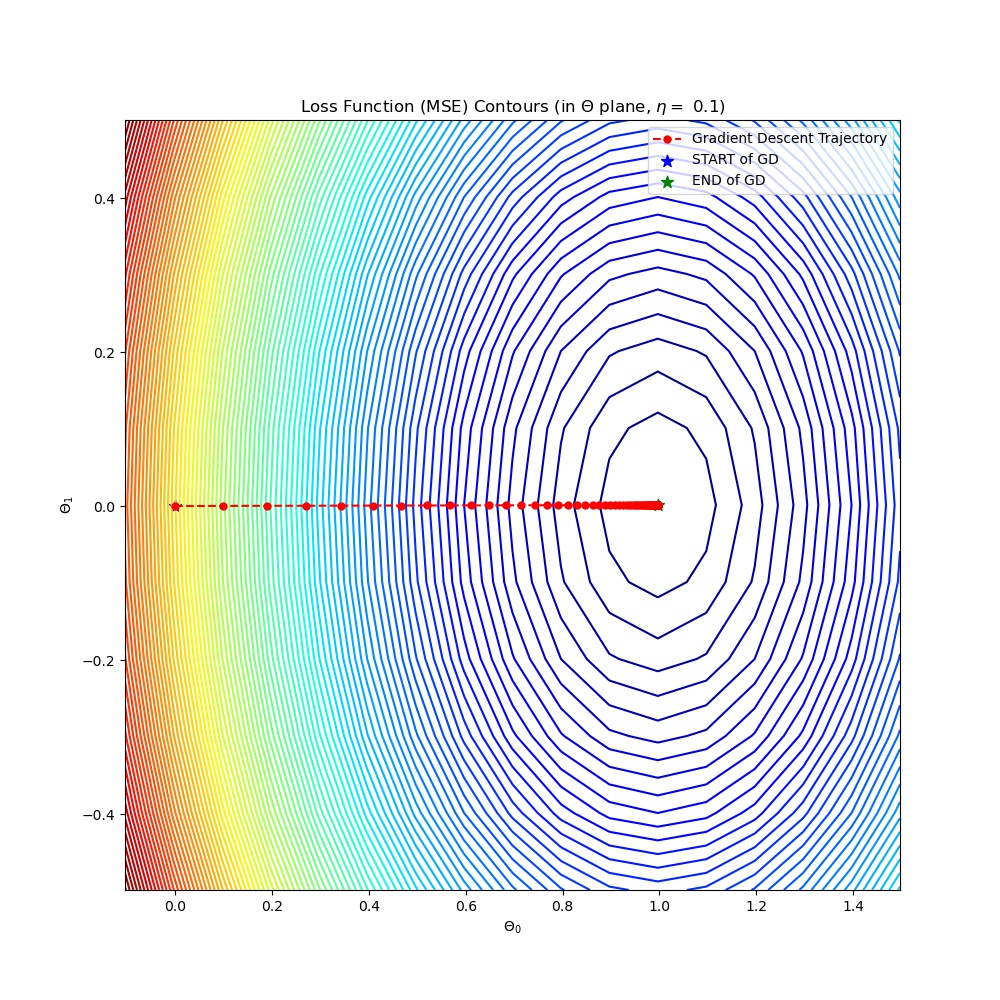 Loss Function (MSE) Contours (in Θ plane, η = 0.1)
Gradient Descent Trajectory
START of GD
END of GD
0.4
0.2
0.0
−0.2
−0.4
Θ1
0.0 0.2 0.4 0.6 0.8 1.0 1.2 1.4
Θ0